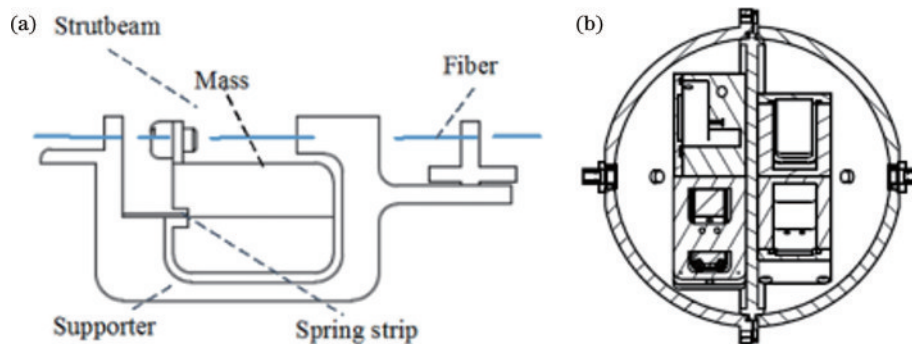 (a)
Strutbeam
Mass
Fiber
Supporter
Spring strip
(b)